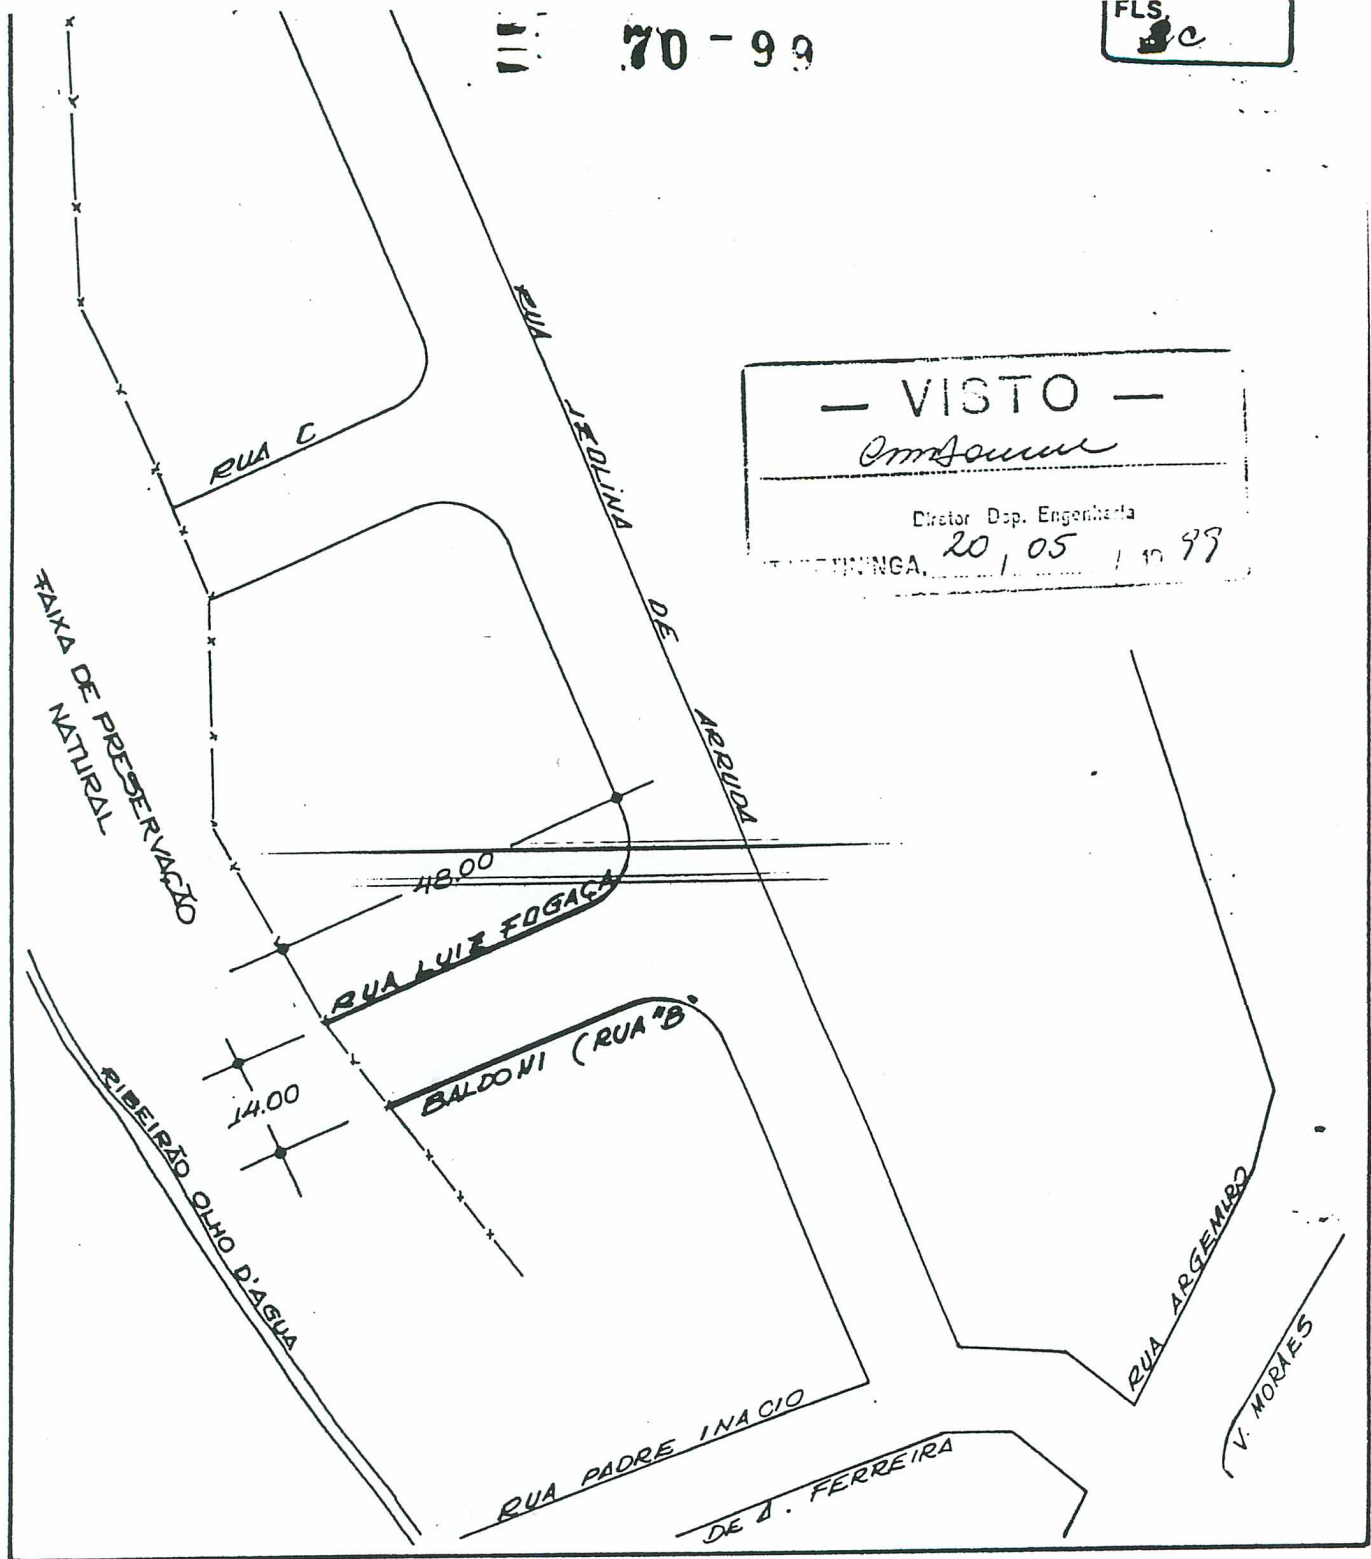 70-99
FLS.
RUA JZOLINA DE ARRUDA
— VISTO —
Diretor Dep. Engenharia
20 / 05 / 19 99
RUA C
FAIXA DE PRESERVAÇÃO
NATURAL
48.00
RUA LUIZ FOGAÇA
BALDONI (RUA "B"
14.00
RIBEIRÃO OLHO D'AGUA
RUA ARGEMIRO
V. MORAES
RUA PADRE INACIO
DE A. FERREIRA